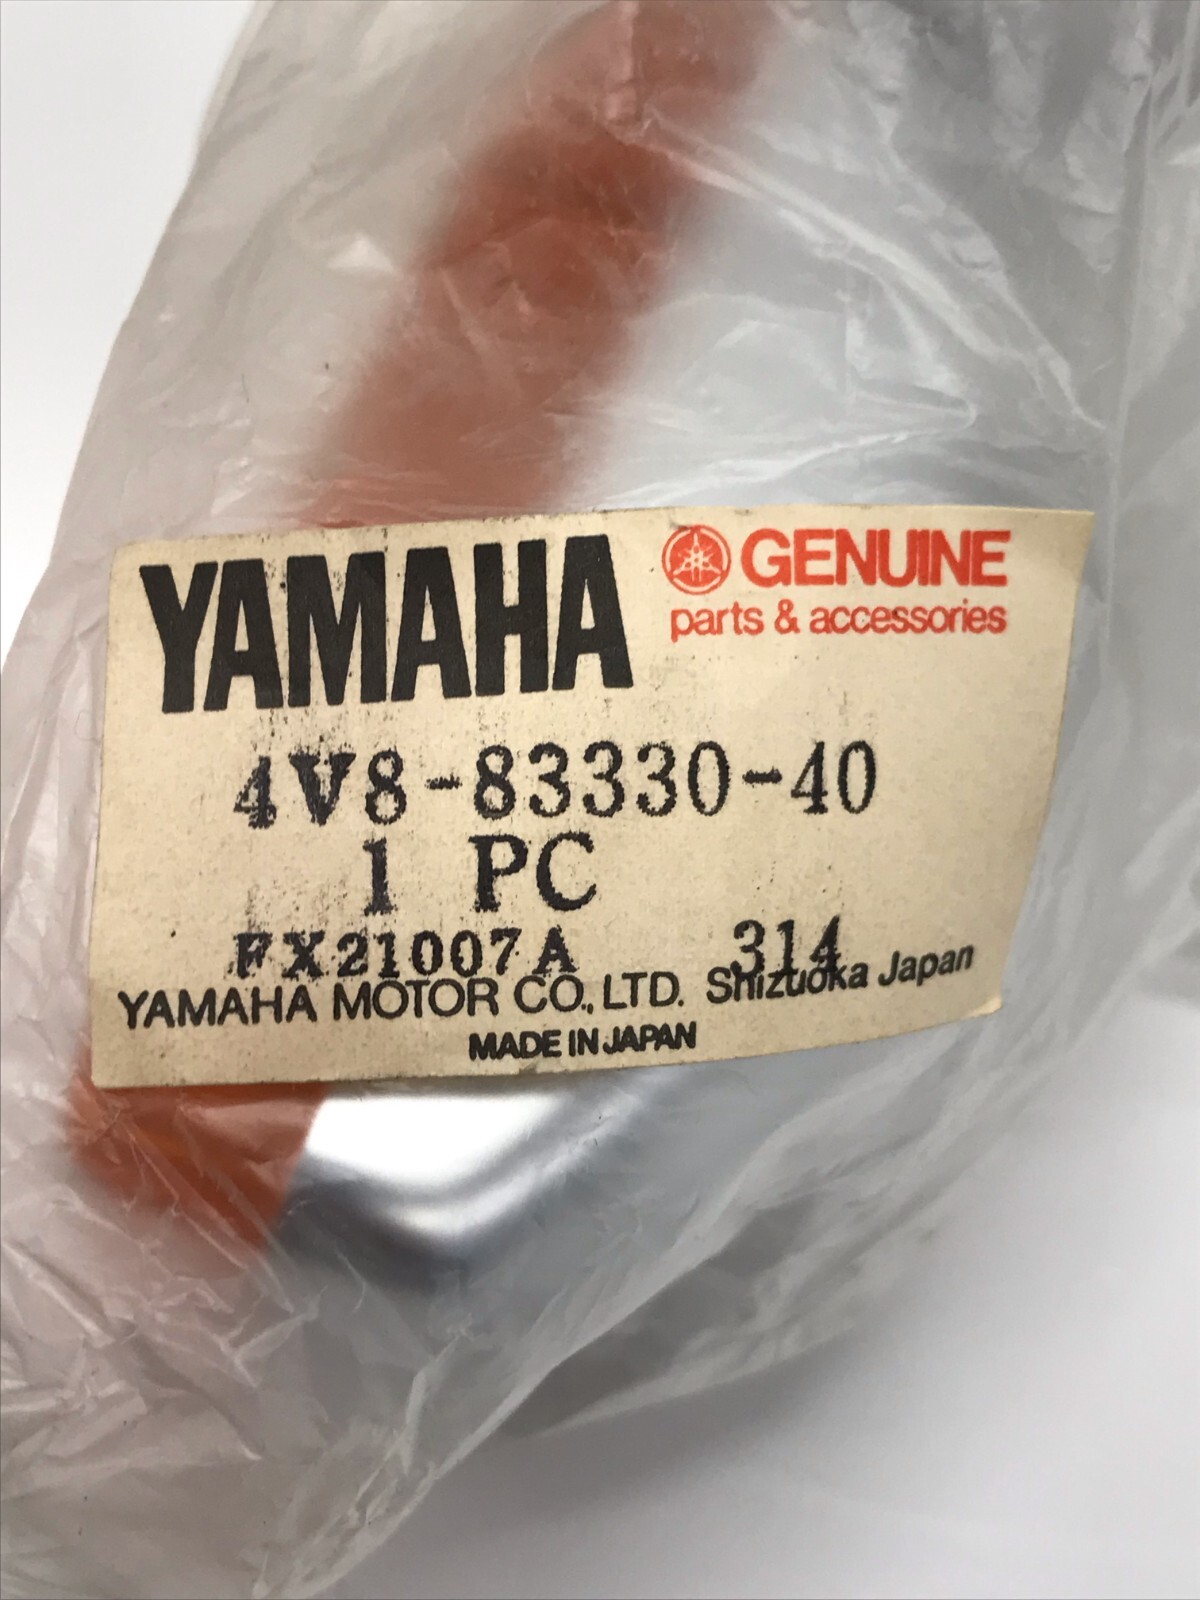 YAMAHA GENUINE
parts & accessories
4V8-83330-40
1 PC
FX21007A 314
YAMAHA MOTOR CO., LTD. Shizuoka Japan
MADE IN JAPAN